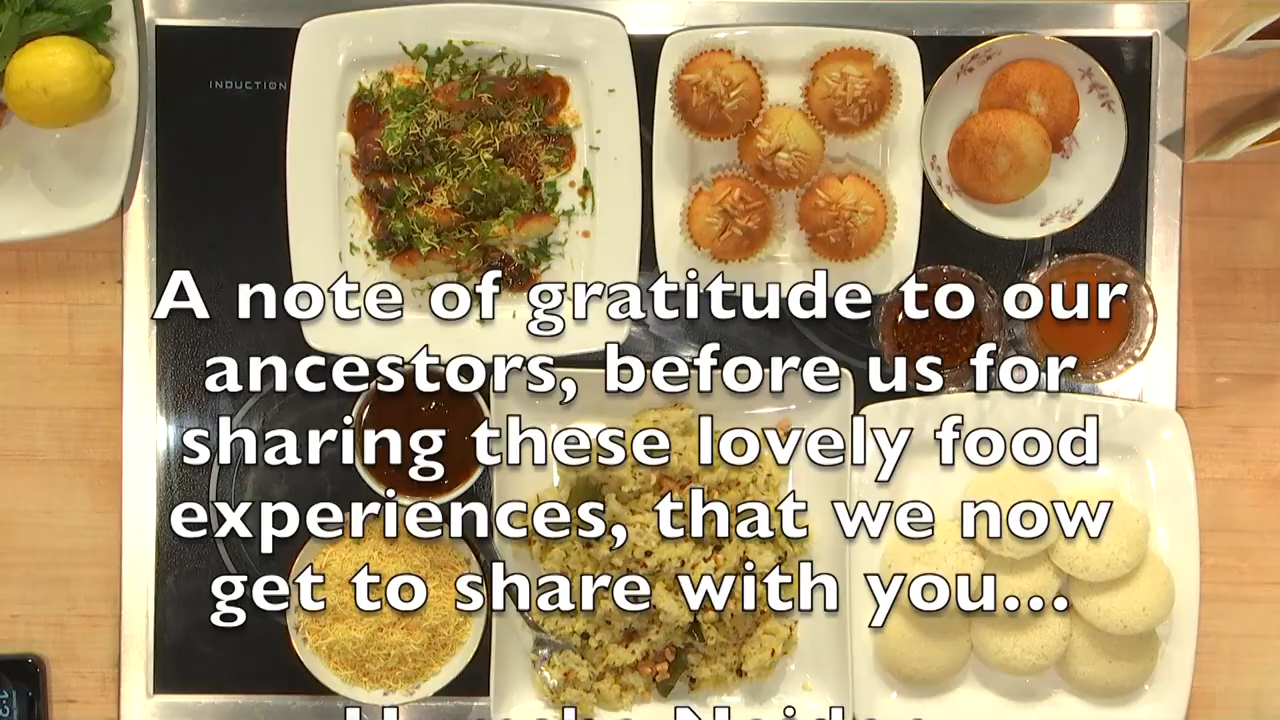 INDUCTION
A note of gratitude to our
ancestors, before us for
sharing these lovely food
experiences, that we now
get to share with you...